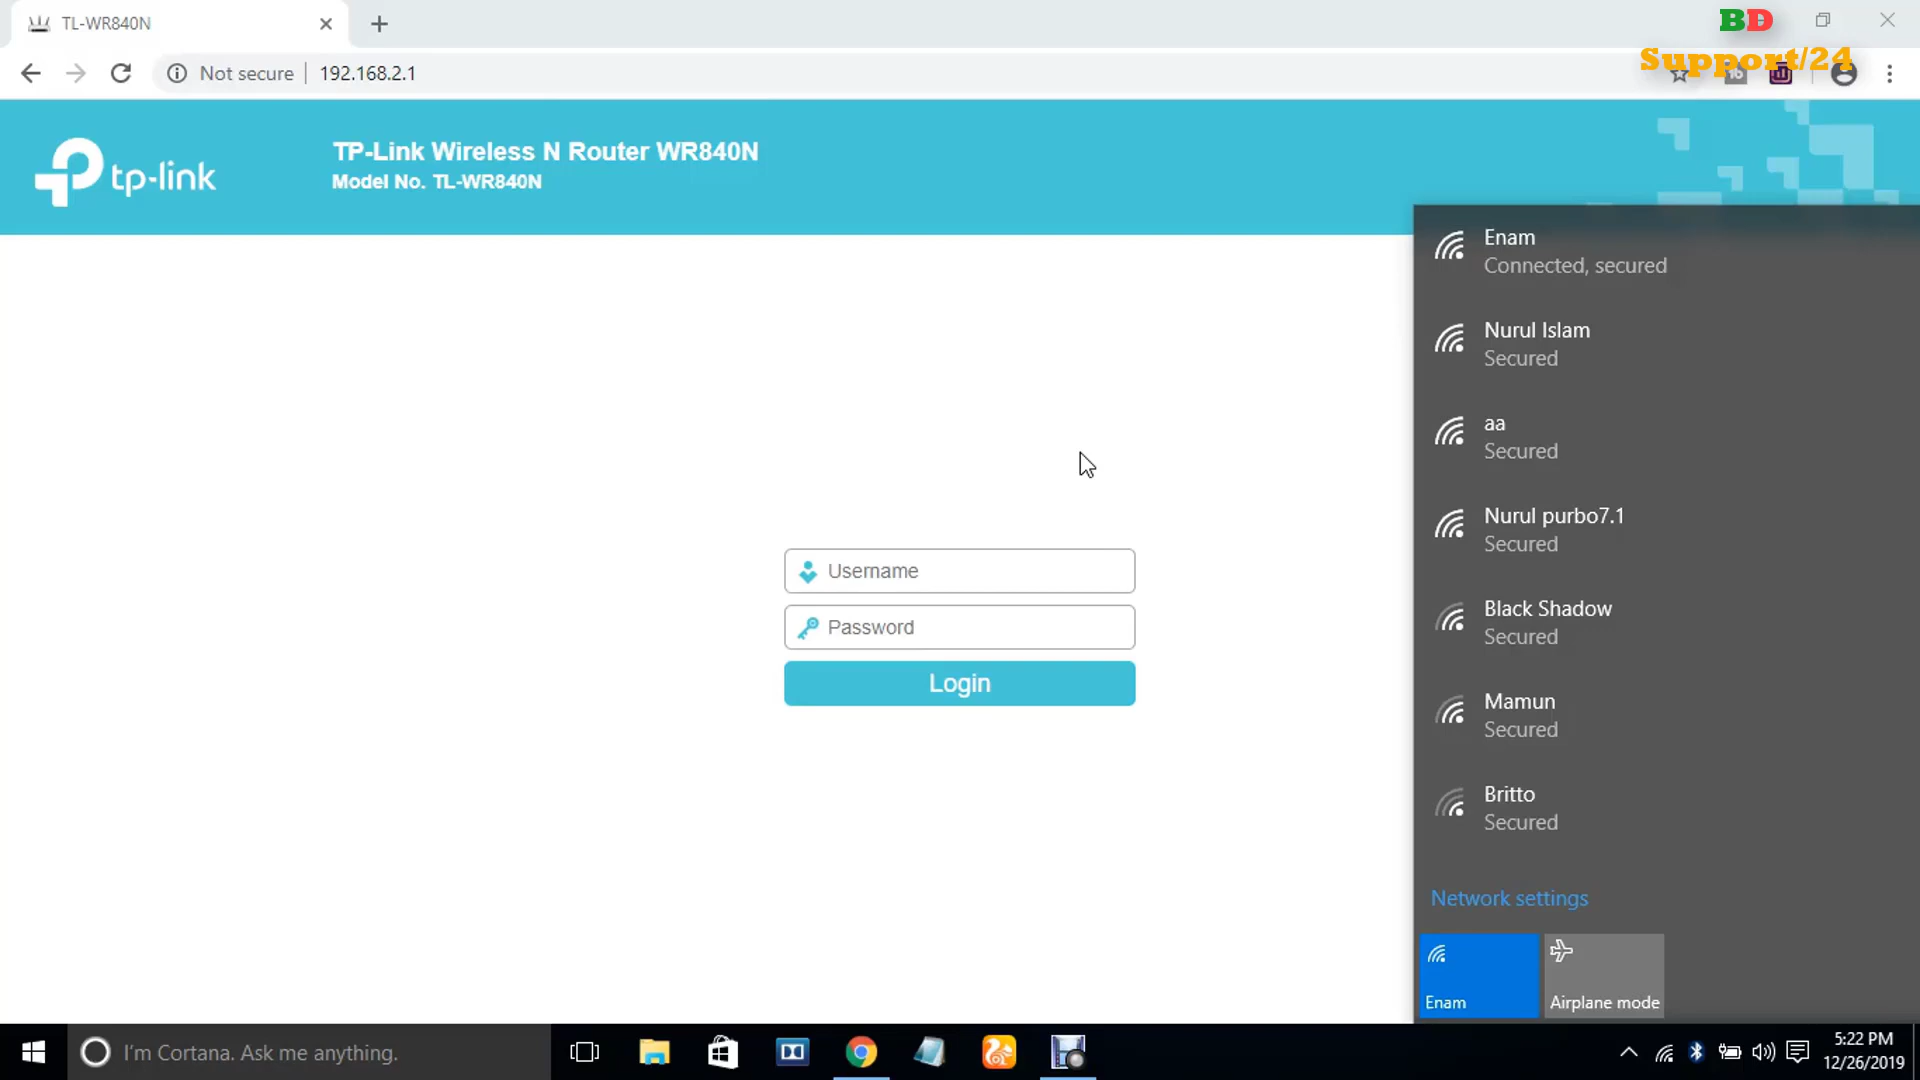 TL-WR840N
BD
Not secure
192.168.2.1
Support/24
tp-link
TP-Link Wireless N Router WR840N
Model No. TL-WR840N
Username
Password
Login
Enam
Connected, secured
Nurul Islam
Secured
aa
Secured
Nurul purbo7.1
Secured
Black Shadow
Secured
Mamun
Secured
Britto
Secured
Network settings
Enam
Airplane mode
I'm Cortana. Ask me anything.
5:22 PM
12/26/2019